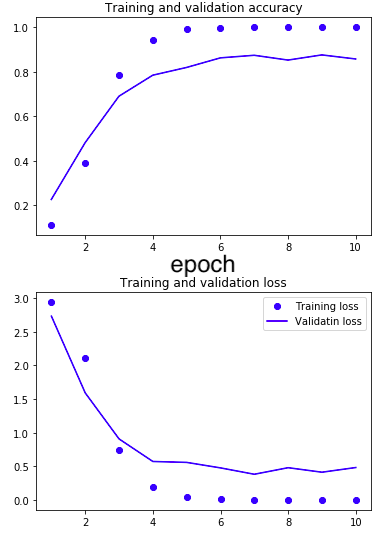 Training and validation accuracy
1.0
0.8
0.6
0.4
0.2
2 4 6 8 10
epoch
Training and validation loss
3.0
2.5
2.0
1.5
1.0
0.5
0.0
Training loss
Validatin loss
2 4 6 8 10